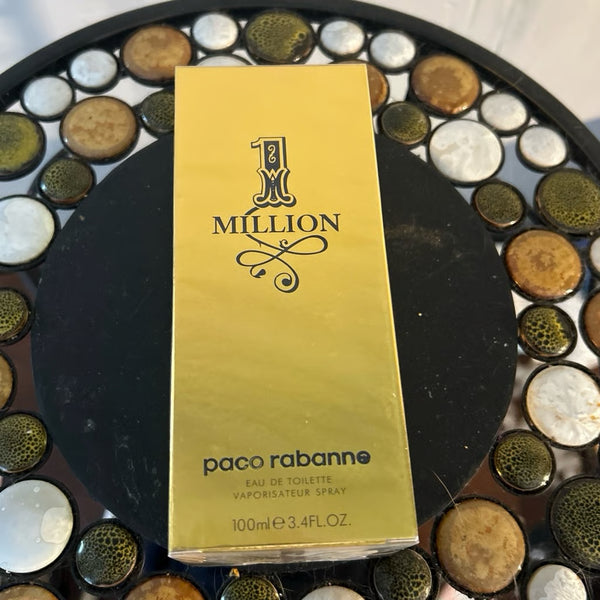 1
MILLION
paco rabanne
EAU DE TOILETTE
VAPORISATEUR SPRAY
100ml ℮ 3.4FL.OZ.